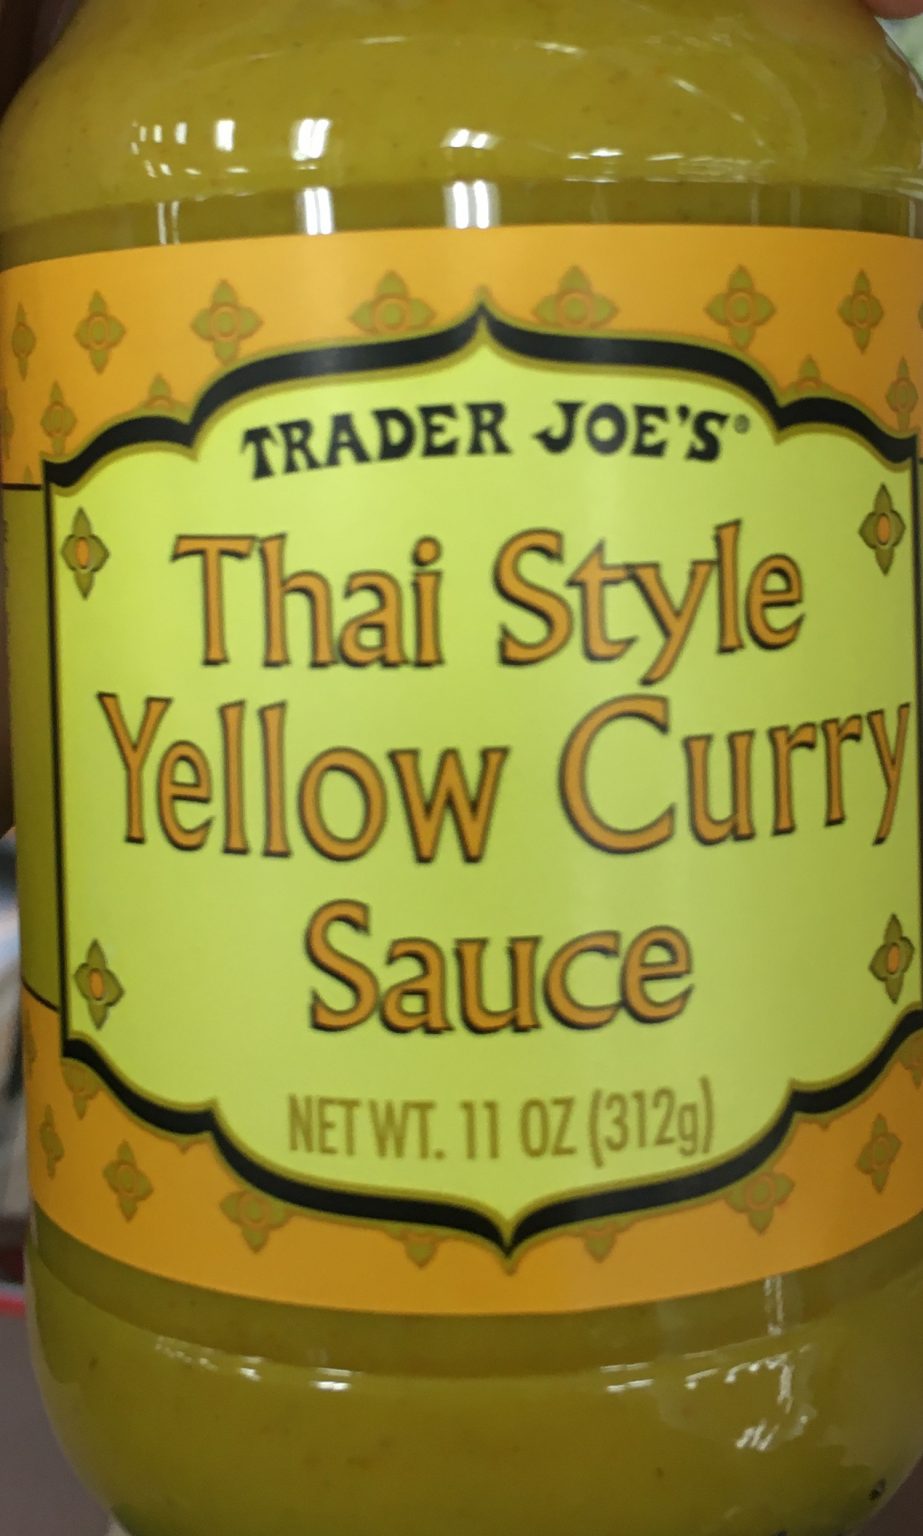 TRADER JOE'S®
Thai Style
Yellow Curry
Sauce
NET WT. 11 OZ (312g)